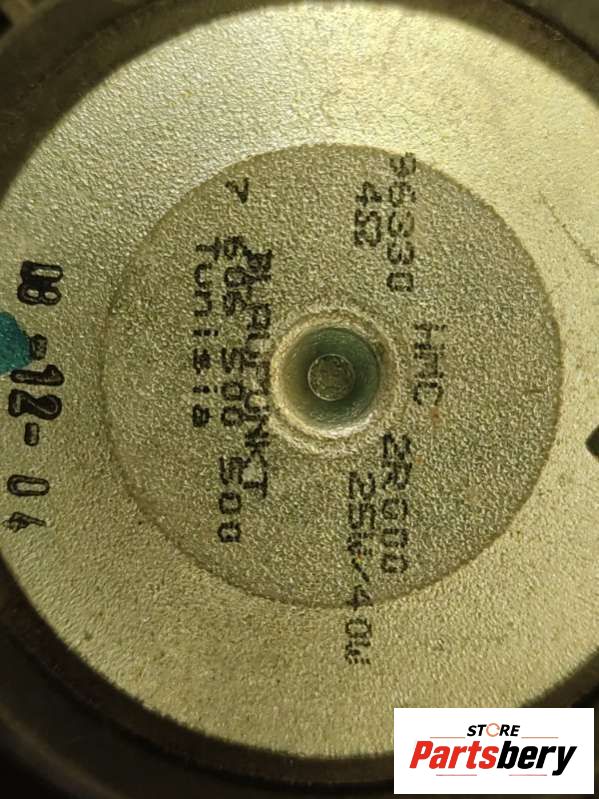 96330 HMC 2R600
4Ω 25W/40W
BLAUPUNKT
7 606 500 500
Tunisia
08-12-04
STORE
Partsbery